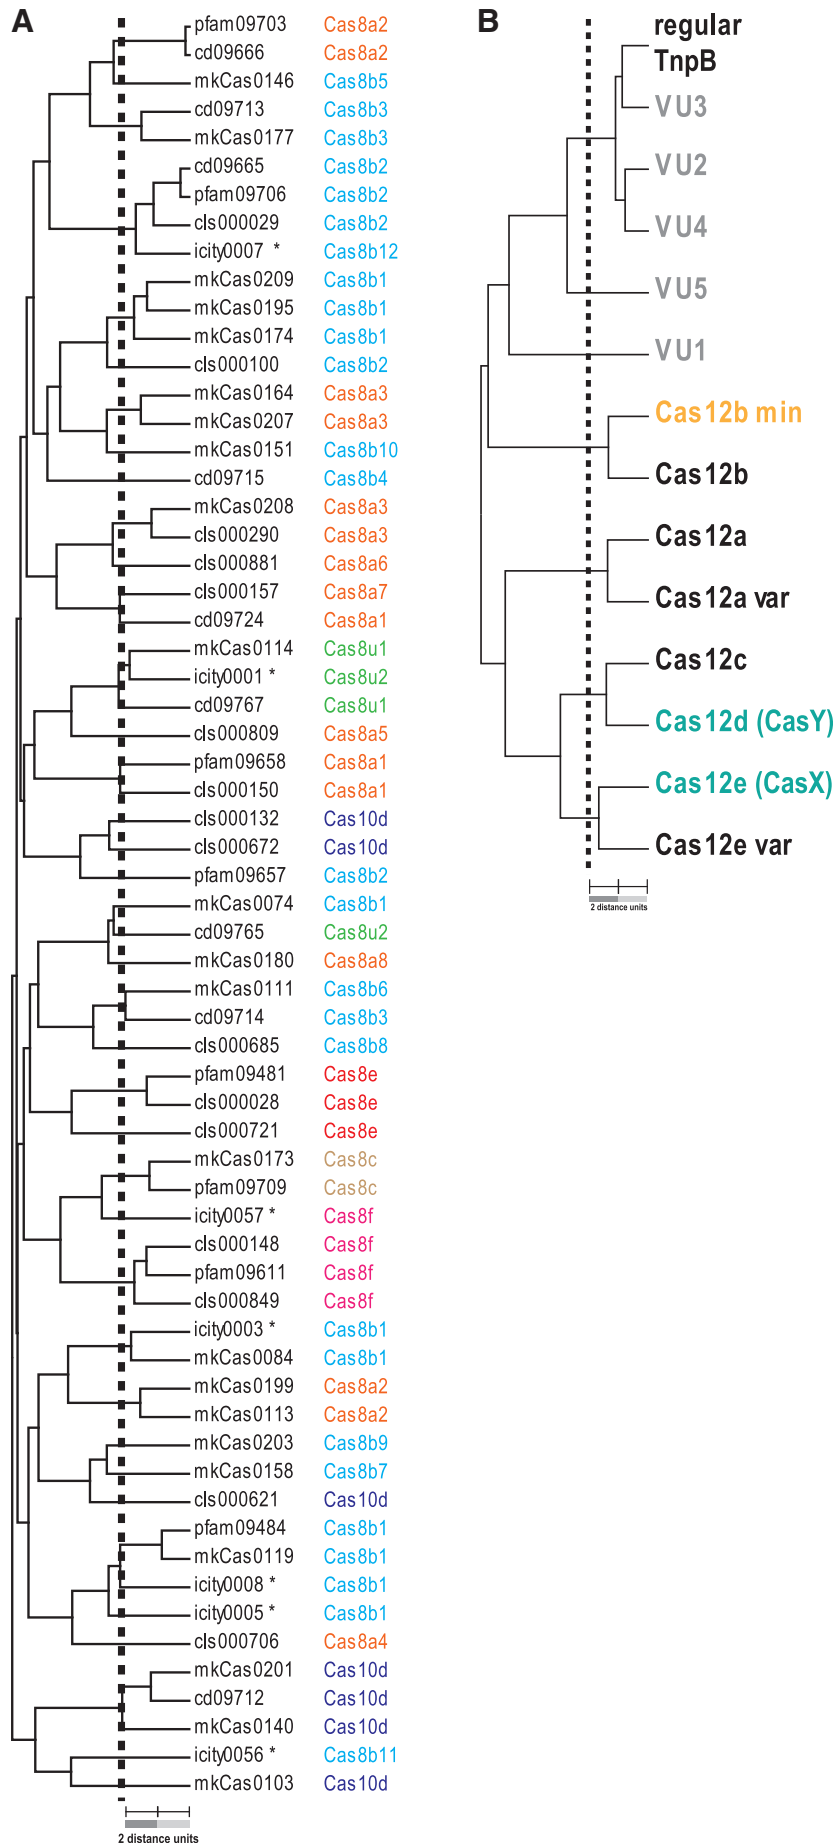 A
pfam09703 Cas8a2
cd09666 Cas8a2
mkCas0146 Cas8b5
cd09713 Cas8b3
mkCas0177 Cas8b3
cd09665 Cas8b2
pfam09706 Cas8b2
cls000029 Cas8b2
icity0007 * Cas8b12
mkCas0209 Cas8b1
mkCas0195 Cas8b1
mkCas0174 Cas8b1
cls000100 Cas8b2
mkCas0164 Cas8a3
mkCas0207 Cas8a3
mkCas0151 Cas8b10
cd09715 Cas8b4
mkCas0208 Cas8a3
cls000290 Cas8a3
cls000881 Cas8a6
cls000157 Cas8a7
cd09724 Cas8a1
mkCas0114 Cas8u1
icity0001 * Cas8u2
cd09767 Cas8u1
cls000809 Cas8a5
pfam09658 Cas8a1
cls000150 Cas8a1
cls000132 Cas10d
cls000672 Cas10d
pfam09657 Cas8b2
mkCas0074 Cas8b1
cd09765 Cas8u2
mkCas0180 Cas8a8
mkCas0111 Cas8b6
cd09714 Cas8b3
cls000685 Cas8b8
pfam09481 Cas8e
cls000028 Cas8e
cls000721 Cas8e
mkCas0173 Cas8c
pfam09709 Cas8c
icity0057 * Cas8f
cls000148 Cas8f
pfam09611 Cas8f
cls000849 Cas8f
icity0003 * Cas8b1
mkCas0084 Cas8b1
mkCas0199 Cas8a2
mkCas0113 Cas8a2
mkCas0203 Cas8b9
mkCas0158 Cas8b7
cls000621 Cas10d
pfam09484 Cas8b1
mkCas0119 Cas8b1
icity0008 * Cas8b1
icity0005 * Cas8b1
cls000706 Cas8a4
mkCas0201 Cas10d
cd09712 Cas10d
mkCas0140 Cas10d
icity0056 * Cas8b11
mkCas0103 Cas10d
2 distance units
B
regular
TnpB
VU3
VU2
VU4
VU5
VU1
Cas12b min
Cas12b
Cas12a
Cas12a var
Cas12c
Cas12d (CasY)
Cas12e (CasX)
Cas12e var
2 distance units